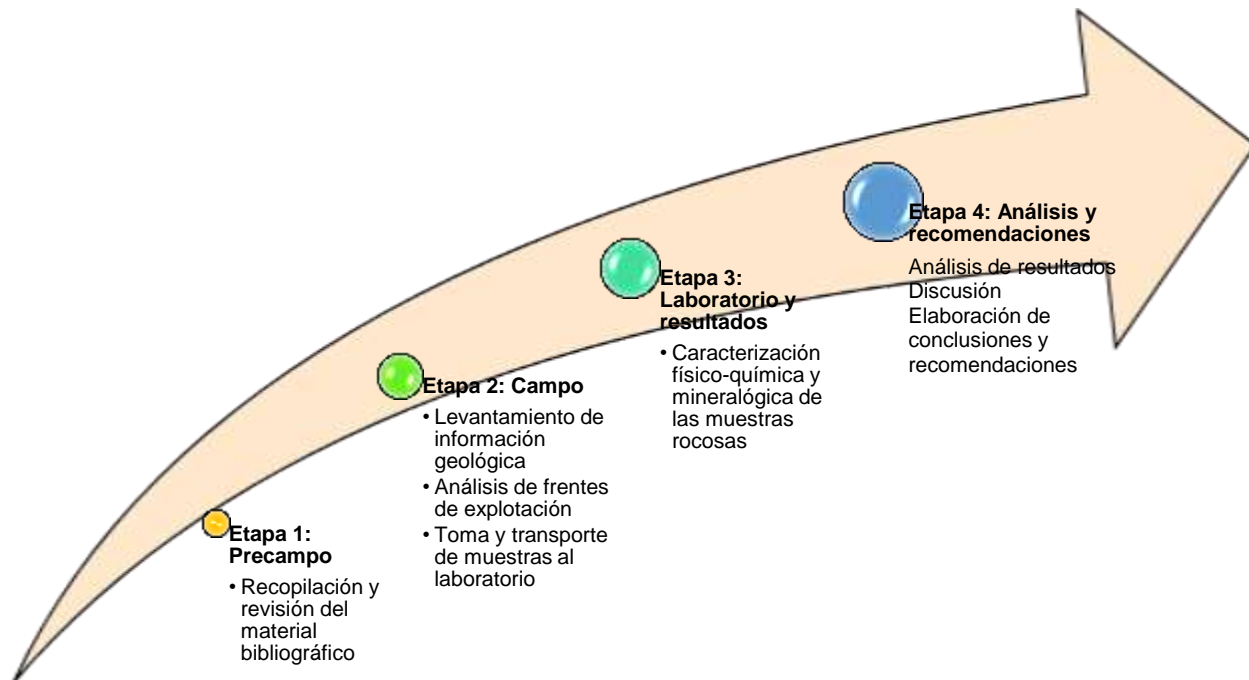 Etapa 1:
Precampo
• Recopilación y
revisión del
material
bibliográfico
Etapa 2: Campo
• Levantamiento de
información
geológica
• Análisis de frentes
de explotación
• Toma y transporte
de muestras al
laboratorio
Etapa 3:
Laboratorio y
resultados
• Caracterización
físico-química y
mineralógica de
las muestras
rocosas
Etapa 4: Análisis y
recomendaciones
Análisis de resultados
Discusión
Elaboración de
conclusiones y
recomendaciones